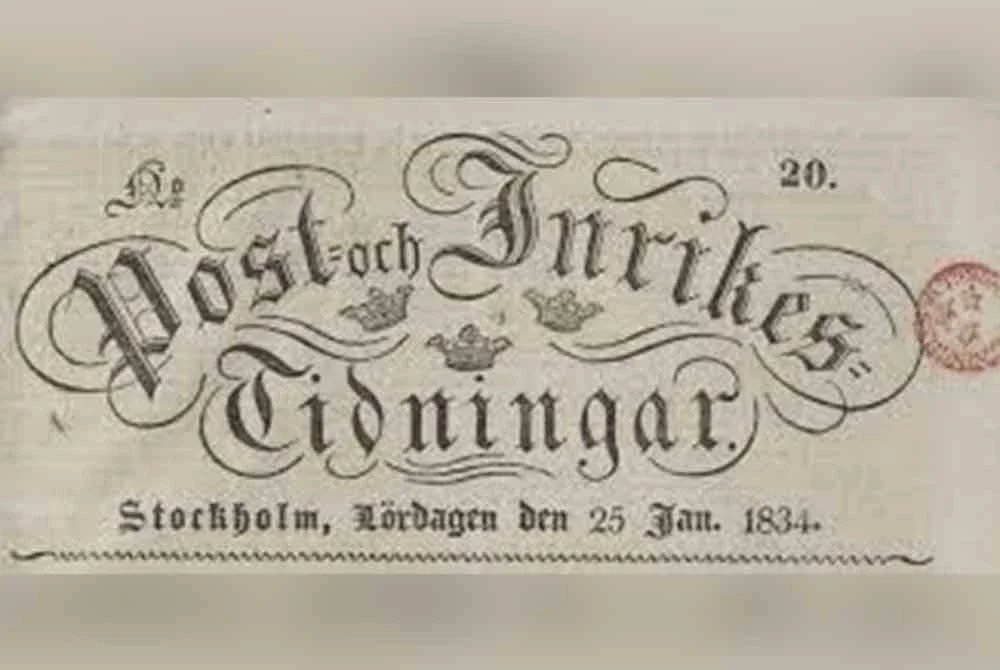 No 20.
Post- och Inrikes
Tidningar.
Stockholm, Lördagen den 25 Jan. 1834.